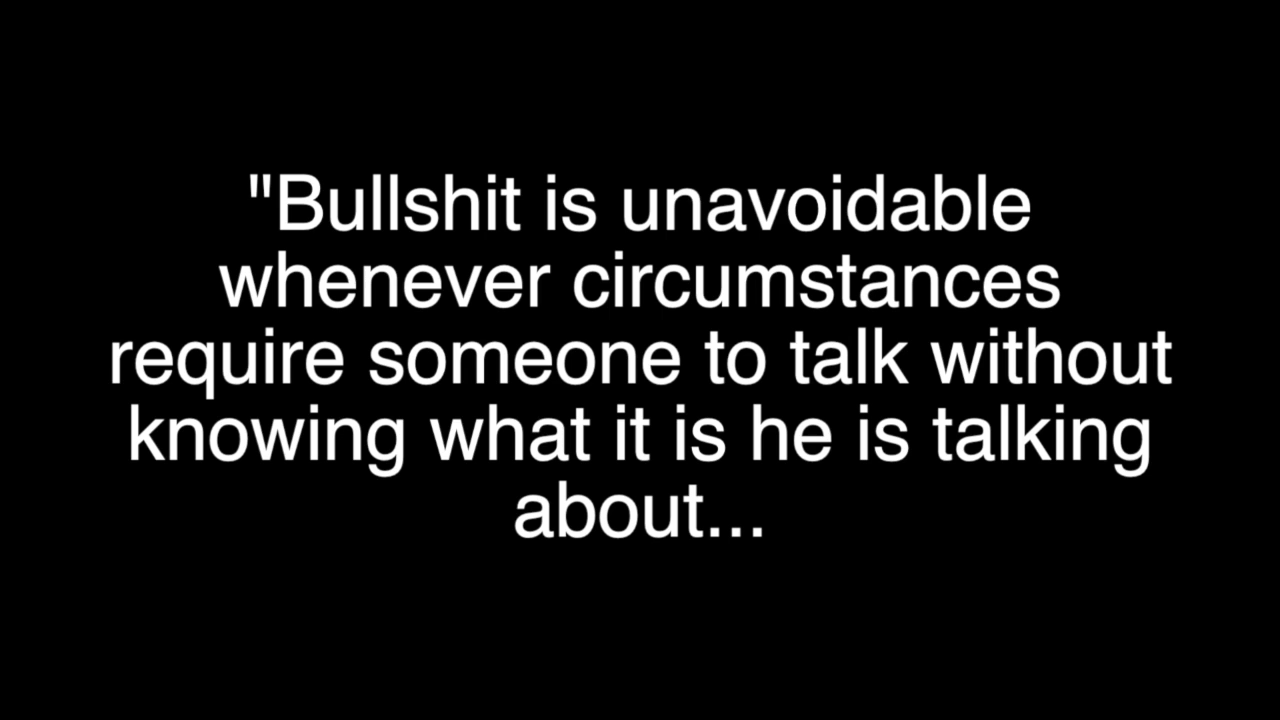 "Bullshit is unavoidable
whenever circumstances
require someone to talk without
knowing what it is he is talking
about...